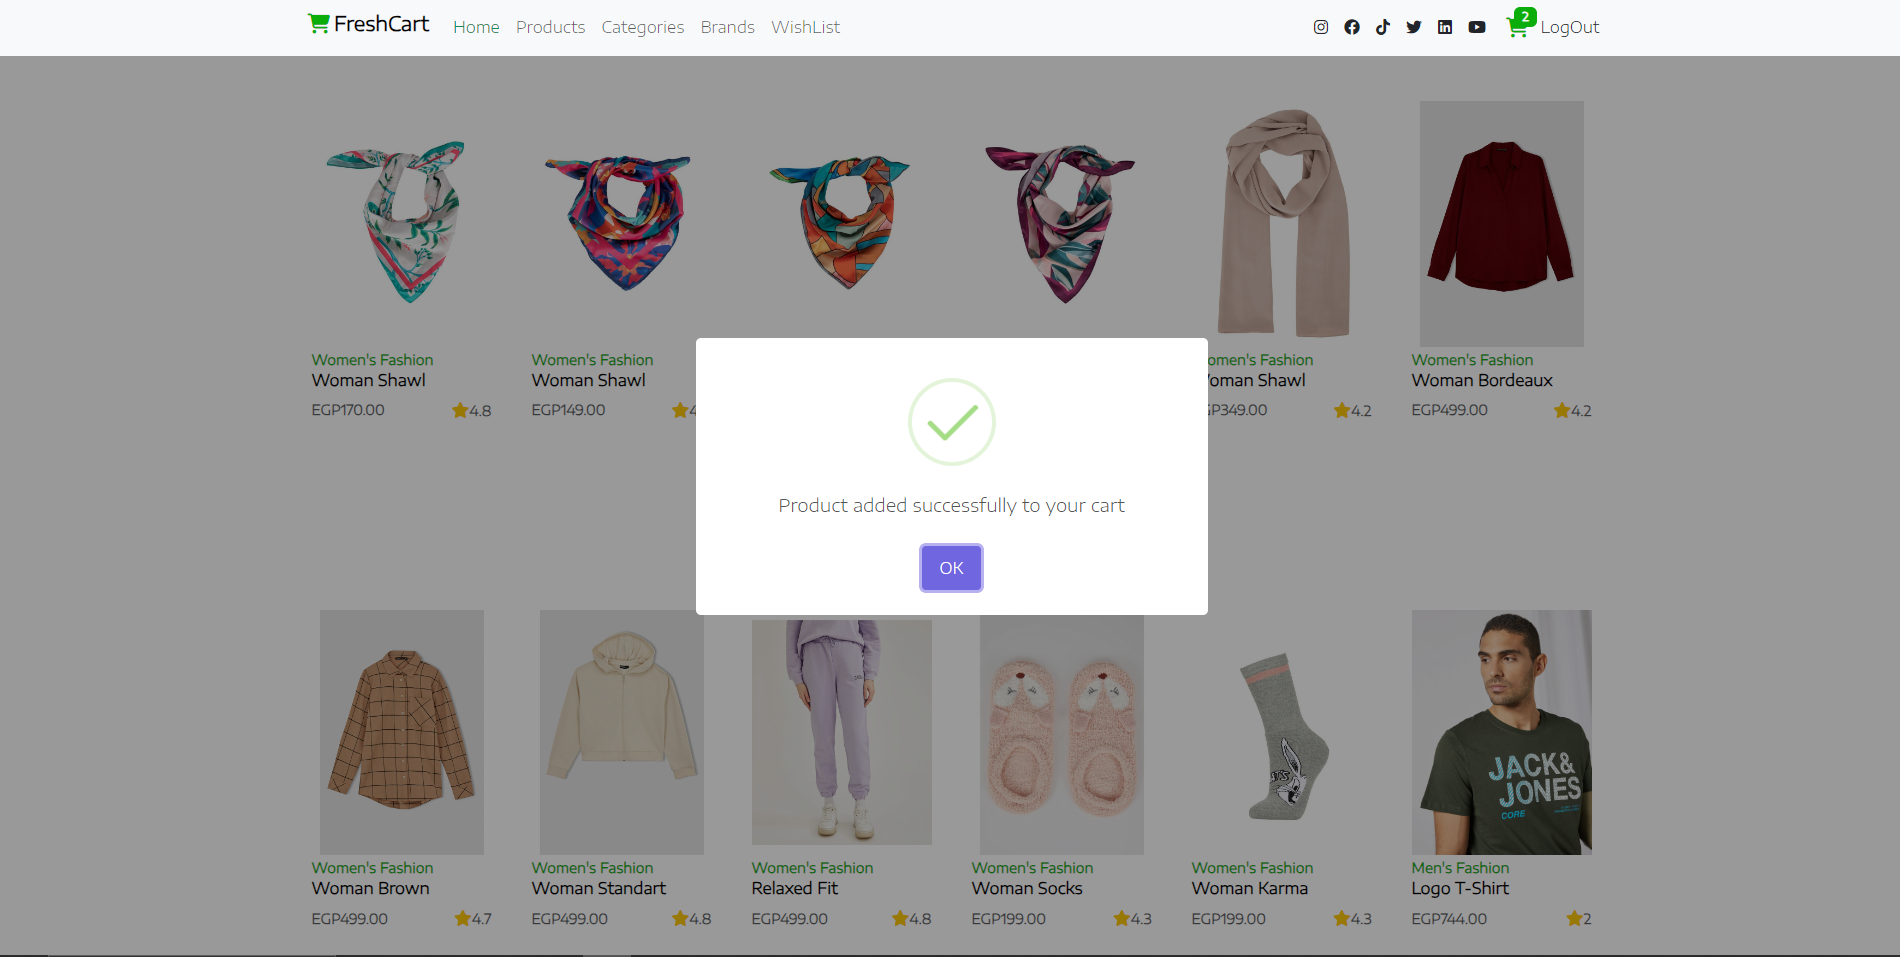 FreshCart Home Products Categories Brands WishList 2 LogOut
Women's Fashion Women's Fashion omen's Fashion Women's Fashion
Woman Shawl Woman Shawl oman Shawl Woman Bordeaux
EGP170.00 4.8 EGP149.00 4 GP349.00 4.2 EGP499.00 4.2
Product added successfully to your cart
OK
JACK&
JONES
CORE
Women's Fashion Women's Fashion Women's Fashion Women's Fashion Women's Fashion Men's Fashion
Woman Brown Woman Standart Relaxed Fit Woman Socks Woman Karma Logo T-Shirt
EGP499.00 4.7 EGP499.00 4.8 EGP499.00 4.8 EGP199.00 4.3 EGP199.00 4.3 EGP744.00 2